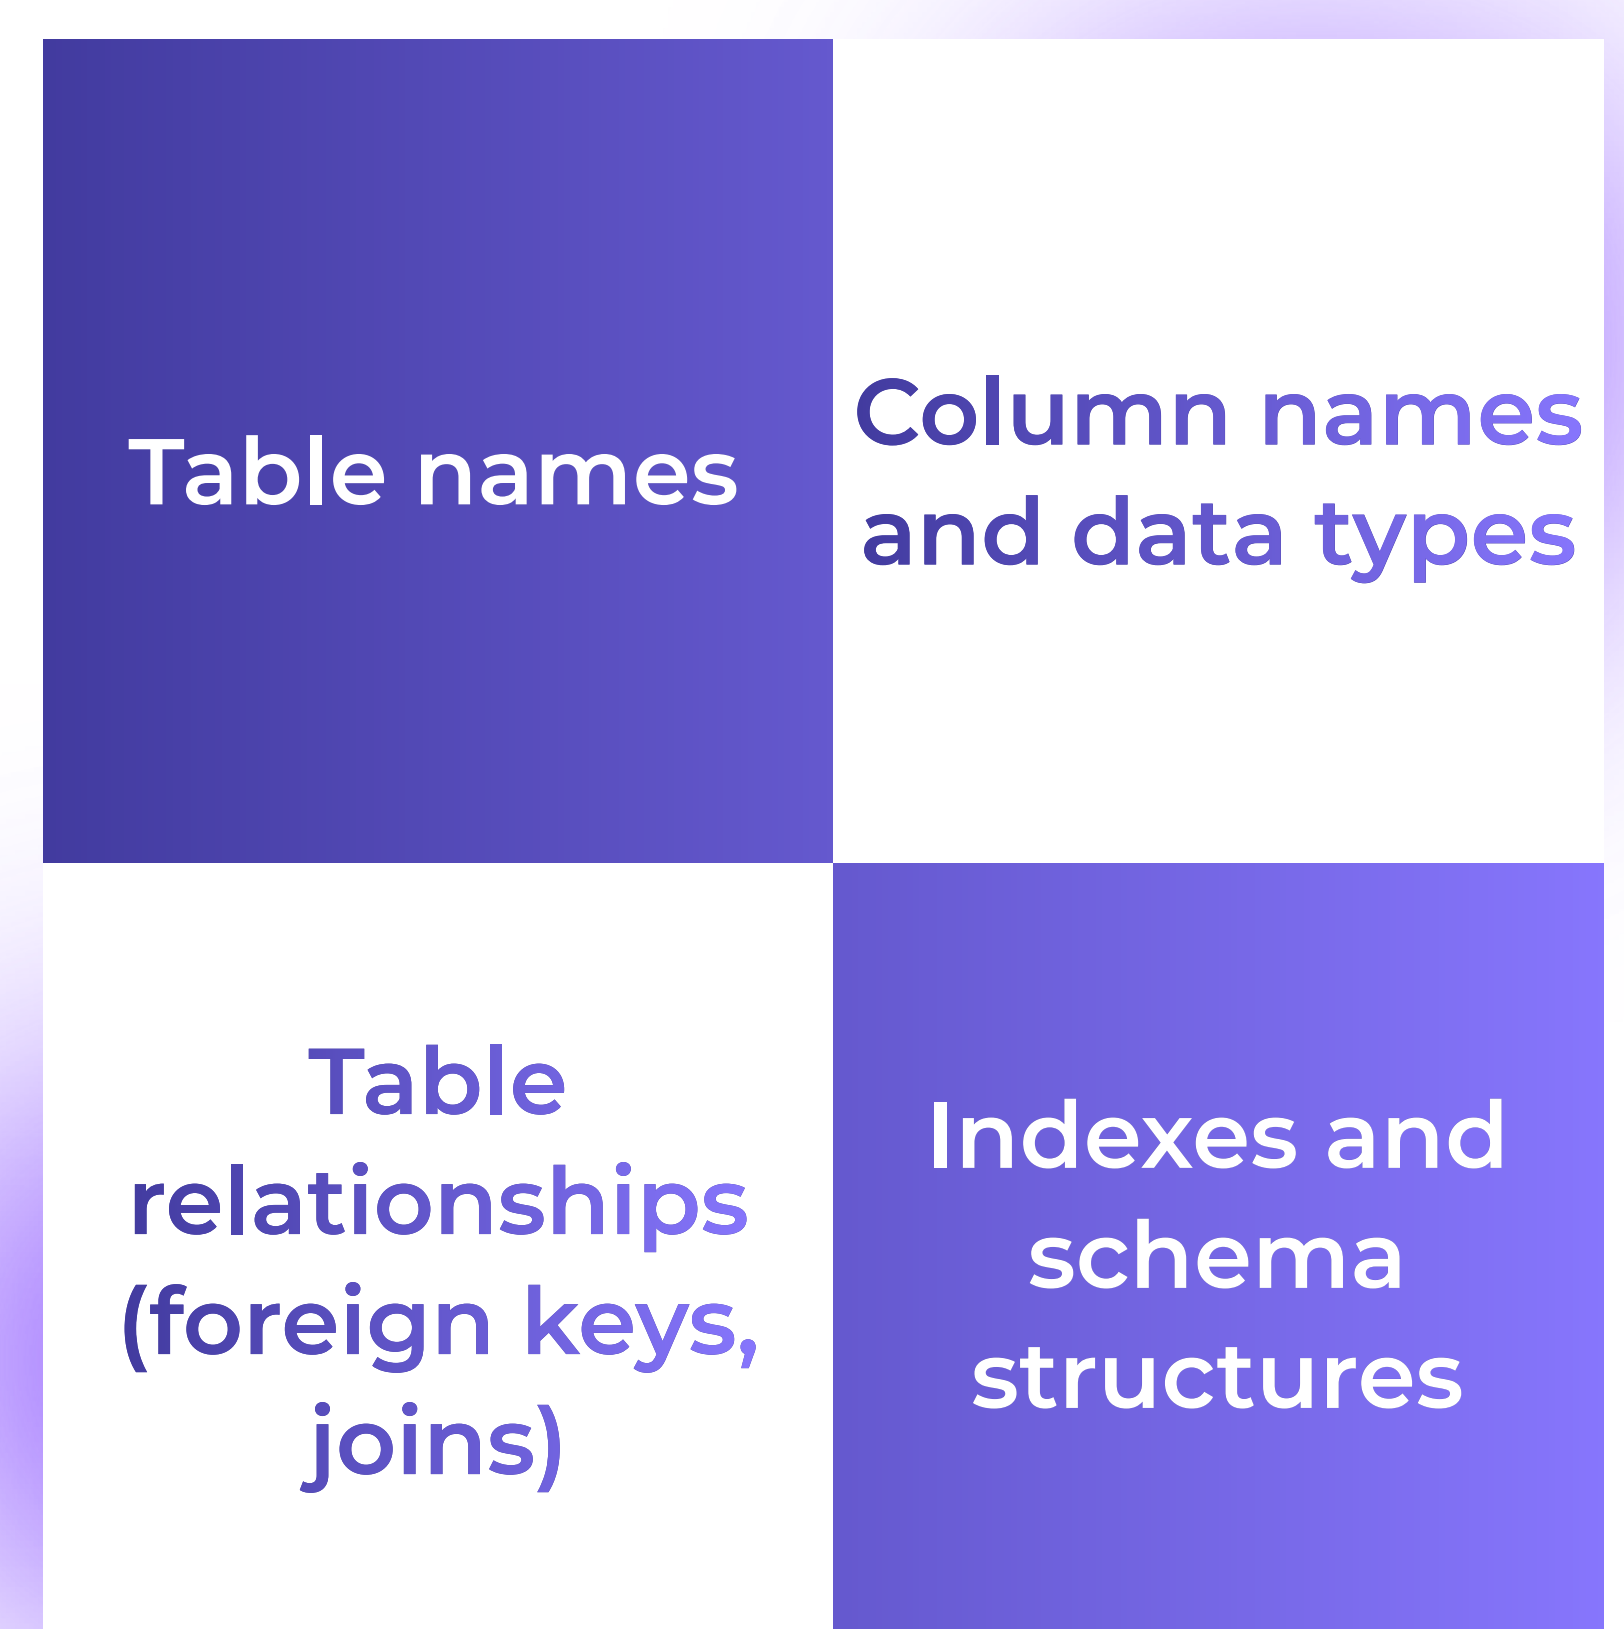 Table names
Column names
and data types
Table
relationships
(foreign keys,
joins)
Indexes and
schema
structures